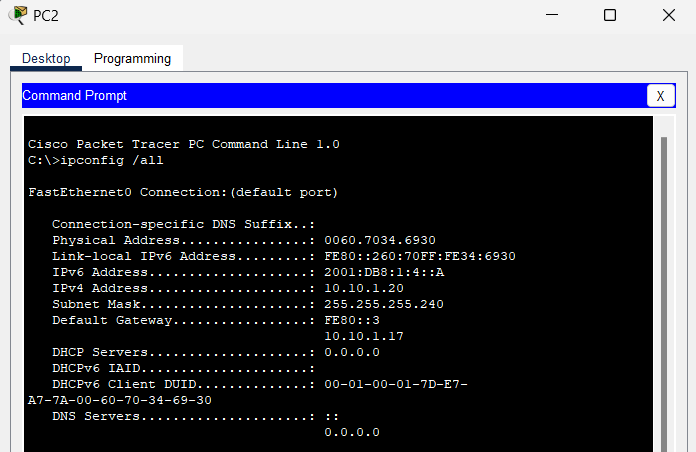 PC2
Desktop Programming
Command Prompt X
Cisco Packet Tracer PC Command Line 1.0
C:\>ipconfig /all
FastEthernet0 Connection:(default port)
Connection-specific DNS Suffix..:
Physical Address................: 0060.7034.6930
Link-local IPv6 Address.........: FE80::260:70FF:FE34:6930
IPv6 Address....................: 2001:DB8:1:4::A
IPv4 Address....................: 10.10.1.20
Subnet Mask.....................: 255.255.255.240
Default Gateway.................: FE80::3
10.10.1.17
DHCP Servers....................: 0.0.0.0
DHCPv6 IAID.....................:
DHCPv6 Client DUID..............: 00-01-00-01-7D-E7-
A7-7A-00-60-70-34-69-30
DNS Servers.....................: ::
0.0.0.0